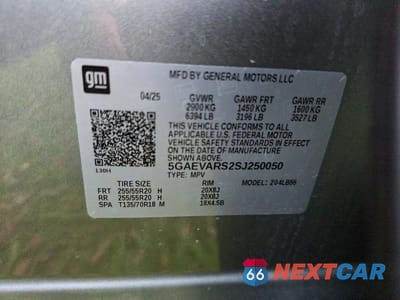 gm
MFD BY GENERAL MOTORS LLC
04/25
GVWR GAWR FRT GAWR RR
2900 KG 1450 KG 1600 KG
6394 LB 3196 LB 3527 LB
THIS VEHICLE CONFORMS TO ALL
APPLICABLE U.S. FEDERAL MOTOR
VEHICLE SAFETY STANDARDS IN EFFECT
ON THE DATE OF MANUFACTURE
SHOWN ABOVE.
5GAEVARS2SJ250050
136H
TYPE: MPV
TIRE SIZE RIM MODEL: Z04LB56
FRT 255/55R20 H 20X8J
RR 255/55R20 H 20X8J
SPA T135/70R18 M 18X4.5B
66 NEXTCAR